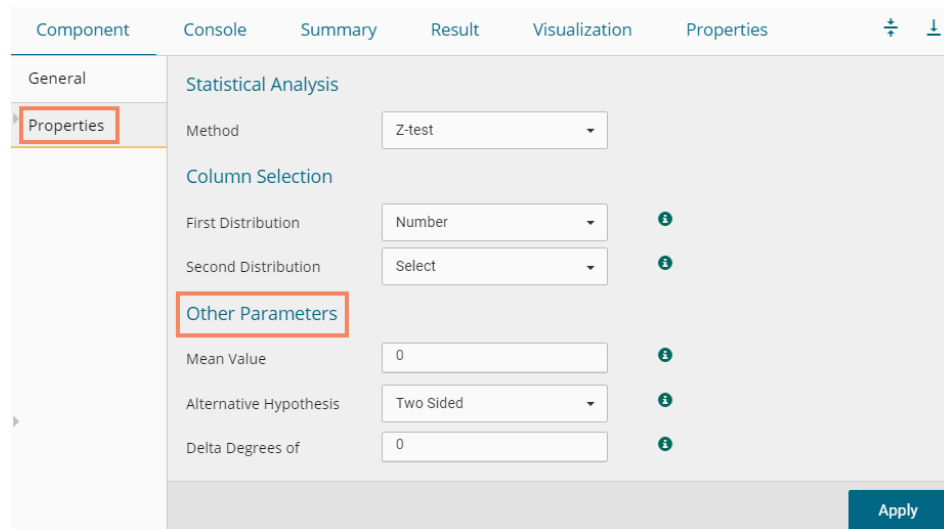 Component Console Summary Result Visualization Properties
General
Properties
Statistical Analysis
Method Z-test
Column Selection
First Distribution Number
Second Distribution Select
Other Parameters
Mean Value 0
Alternative Hypothesis Two Sided
Delta Degrees of 0
Apply